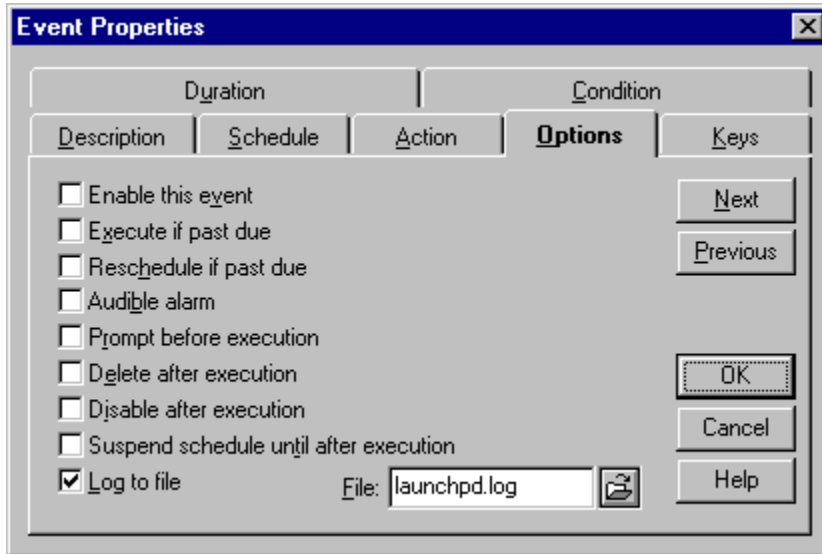 Event Properties
Duration Condition
Description Schedule Action Options Keys
Enable this event
Execute if past due
Reschedule if past due
Audible alarm
Prompt before execution
Delete after execution
Disable after execution
Suspend schedule until after execution
Log to file File: launchpd.log
Next
Previous
OK
Cancel
Help